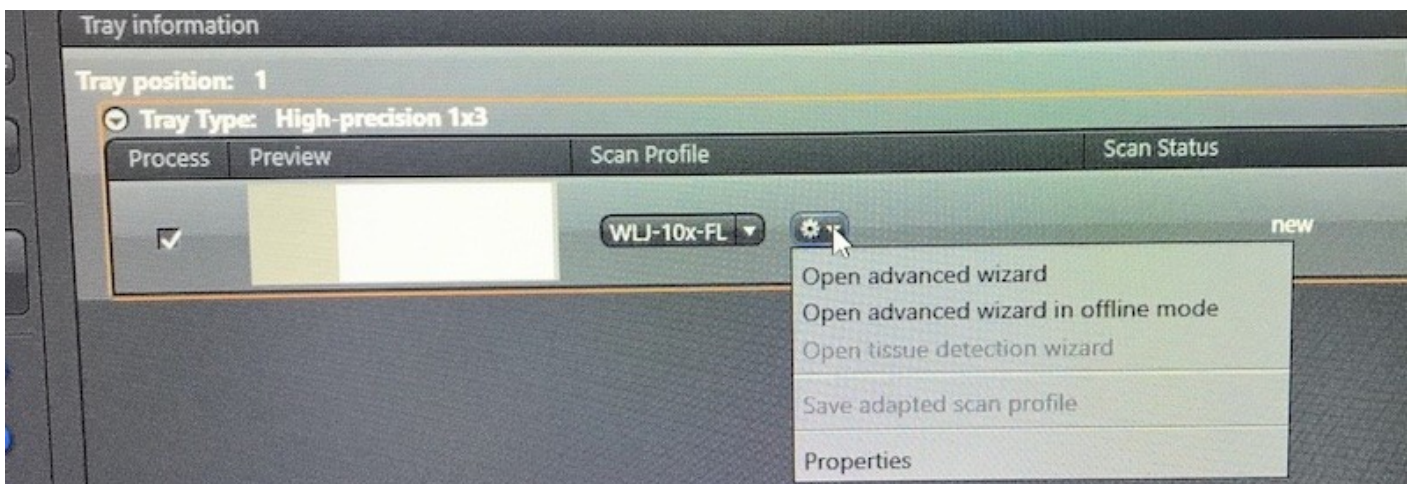 Tray information
Tray position: 1
Tray Type: High-precision 1x3
Process Preview Scan Profile Scan Status
WLJ-10x-FL new
Open advanced wizard
Open advanced wizard in offline mode
Open tissue detection wizard
Save adapted scan profile
Properties